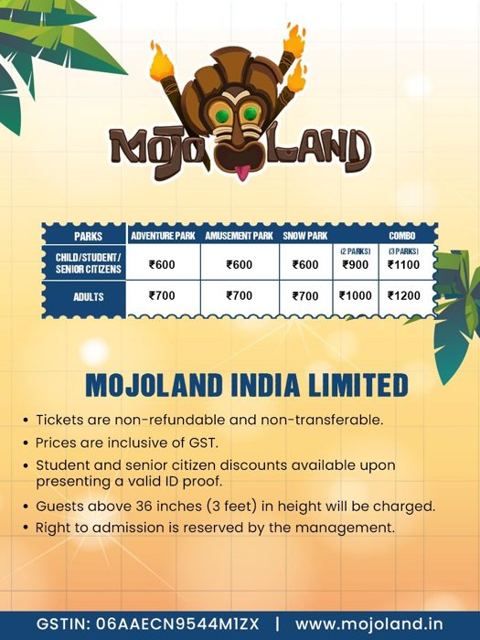 MOJO LAND
PARKS ADVENTURE PARK AMUSEMENT PARK SNOW PARK COMBO
(2 PARKS) (3 PARKS)
CHILD/STUDENT/
SENIOR CITIZENS ₹600 ₹600 ₹600 ₹900 ₹1100
ADULTS ₹700 ₹700 ₹700 ₹1000 ₹1200
MOJOLAND INDIA LIMITED
• Tickets are non-refundable and non-transferable.
• Prices are inclusive of GST.
• Student and senior citizen discounts available upon
presenting a valid ID proof.
• Guests above 36 inches (3 feet) in height will be charged.
• Right to admission is reserved by the management.
GSTIN: 06AAECN9544M1ZX | www.mojoland.in